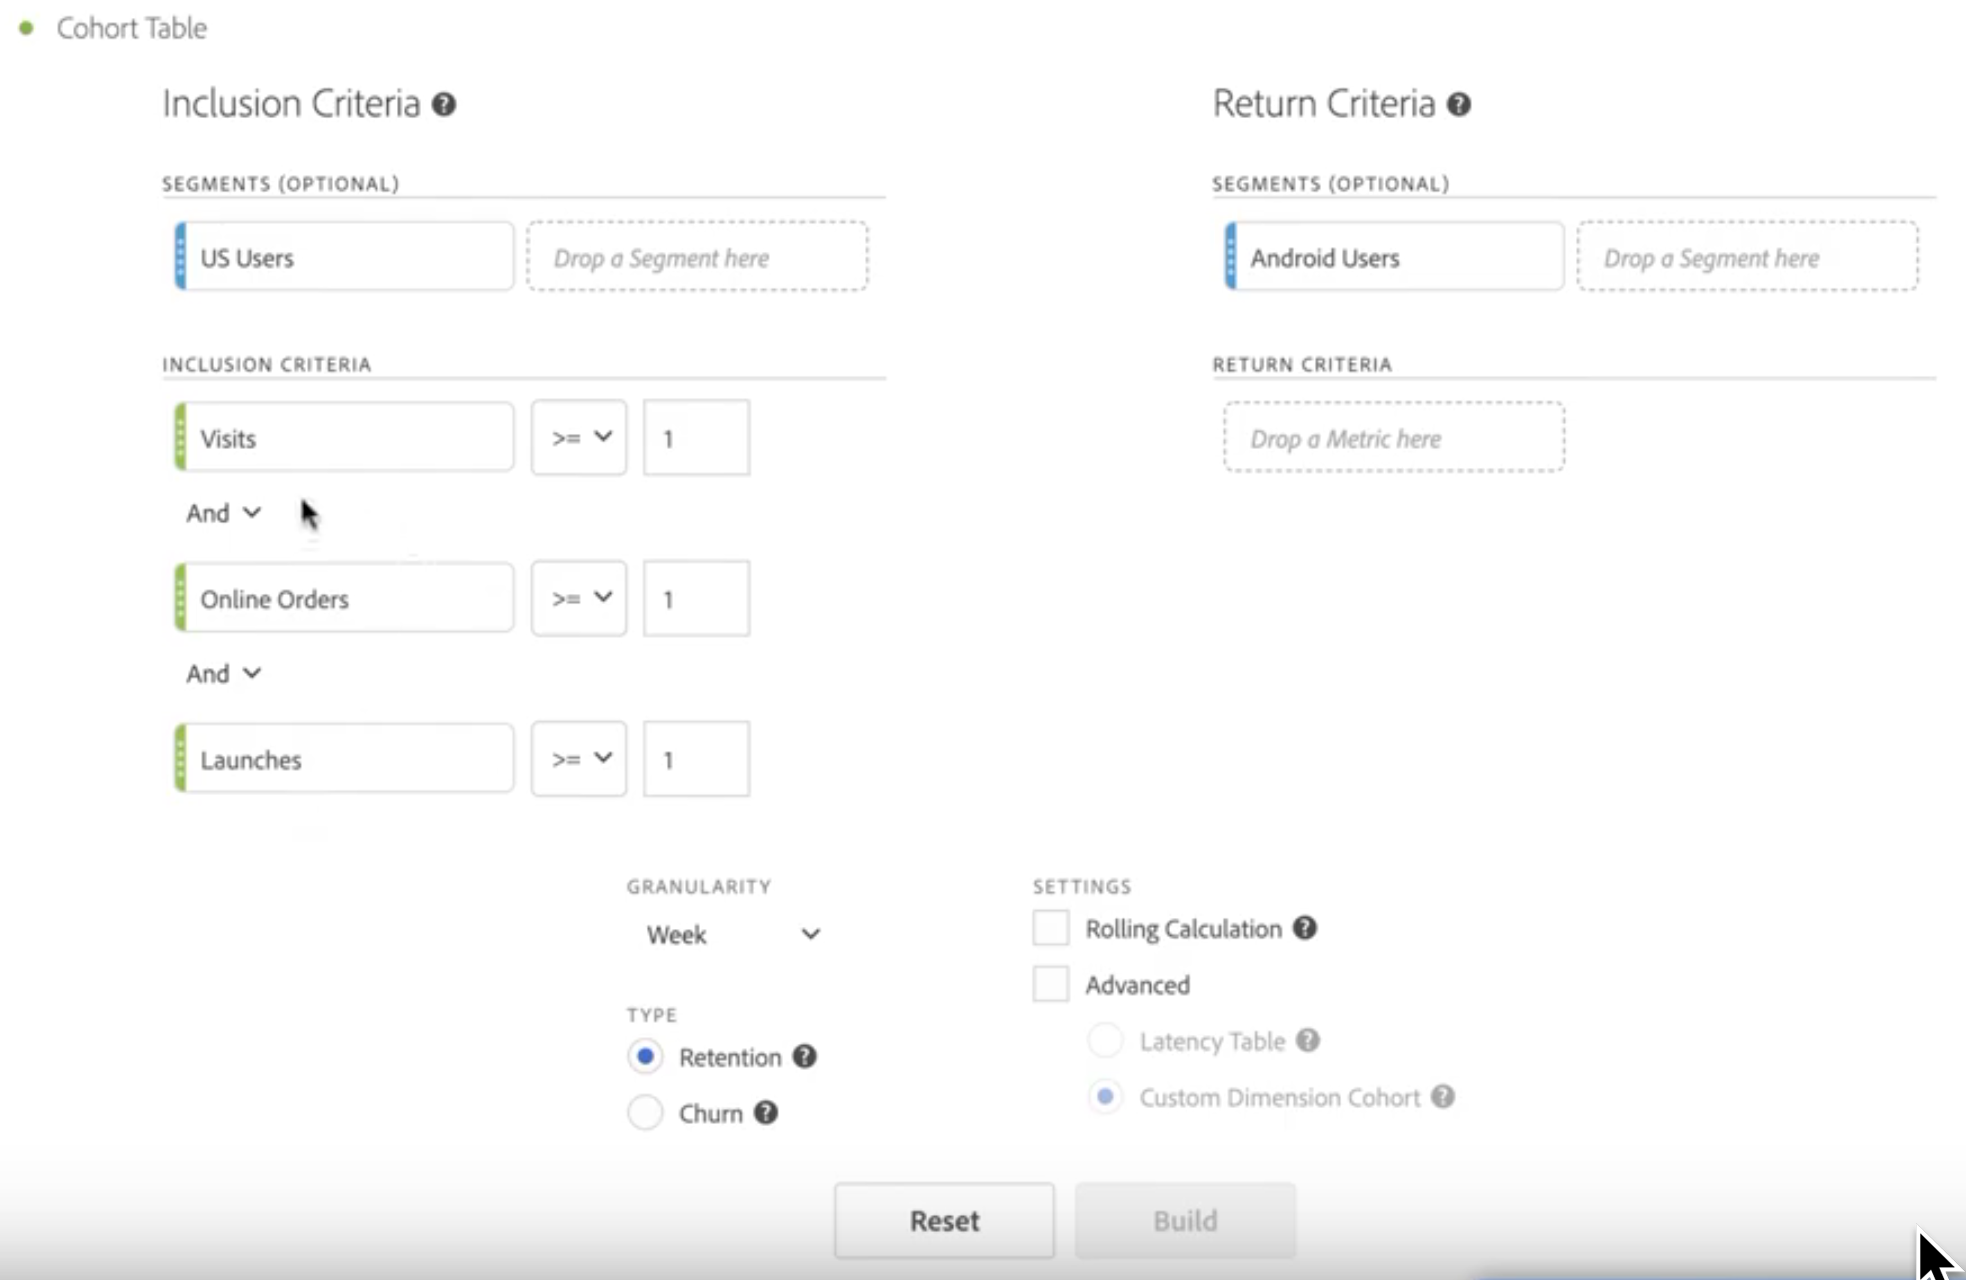 Cohort Table
Inclusion Criteria ?
SEGMENTS (OPTIONAL)
US Users Drop a Segment here
INCLUSION CRITERIA
Visits >= 1
And
Online Orders >= 1
And
Launches >= 1
Return Criteria ?
SEGMENTS (OPTIONAL)
Android Users Drop a Segment here
RETURN CRITERIA
Drop a Metric here
GRANULARITY
Week
TYPE
Retention ?
Churn ?
SETTINGS
Rolling Calculation ?
Advanced
Latency Table ?
Custom Dimension Cohort ?
Reset Build